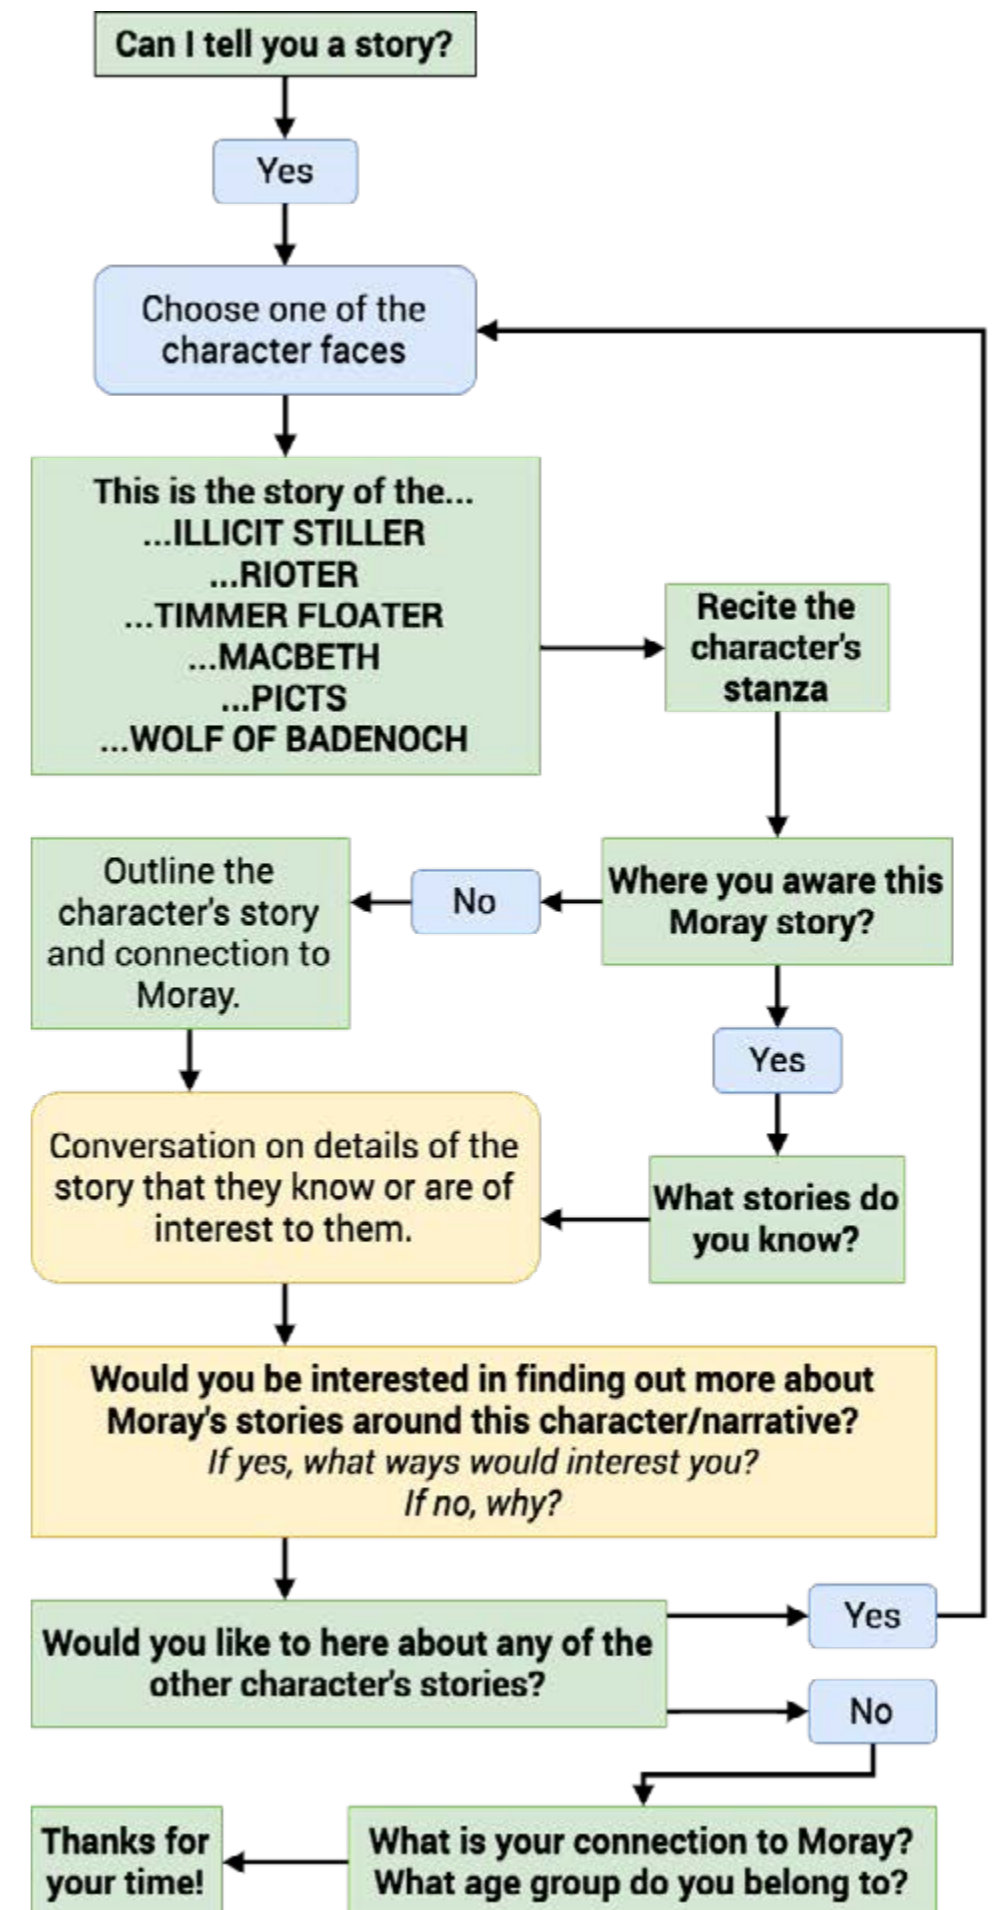 Can I tell you a story?
Yes
Choose one of the
character faces
This is the story of the...
...ILLICIT STILLER
...RIOTER
...TIMMER FLOATER
...MACBETH
...PICTS
...WOLF OF BADENOCH
Recite the
character's
stanza
Where you aware this
Moray story?
No
Outline the
character's story
and connection to
Moray.
Yes
What stories do
you know?
Conversation on details of the
story that they know or are of
interest to them.
Would you be interested in finding out more about
Moray's stories around this character/narrative?
If yes, what ways would interest you?
If no, why?
Would you like to here about any of the
other character's stories?
Yes
No
What is your connection to Moray?
What age group do you belong to?
Thanks for
your time!